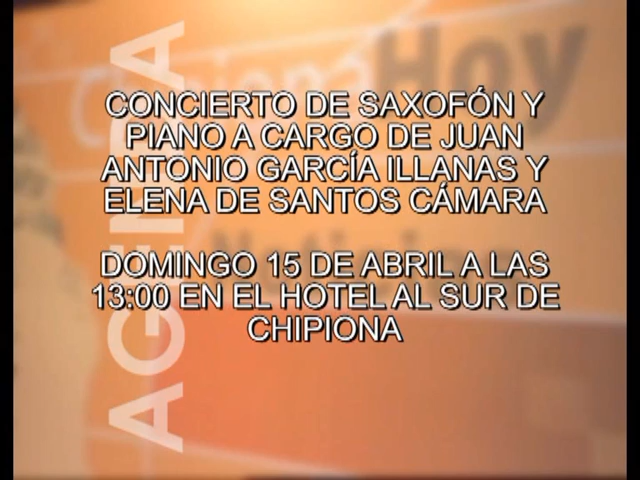 CONCIERTO DE SAXOFÓN Y
PIANO A CARGO DE JUAN
ANTONIO GARCÍA ILLANAS Y
ELENA DE SANTOS CÁMARA
DOMINGO 15 DE ABRIL A LAS
13:00 EN EL HOTEL AL SUR DE
CHIPIONA
AGENDA
Chipiona Hoy